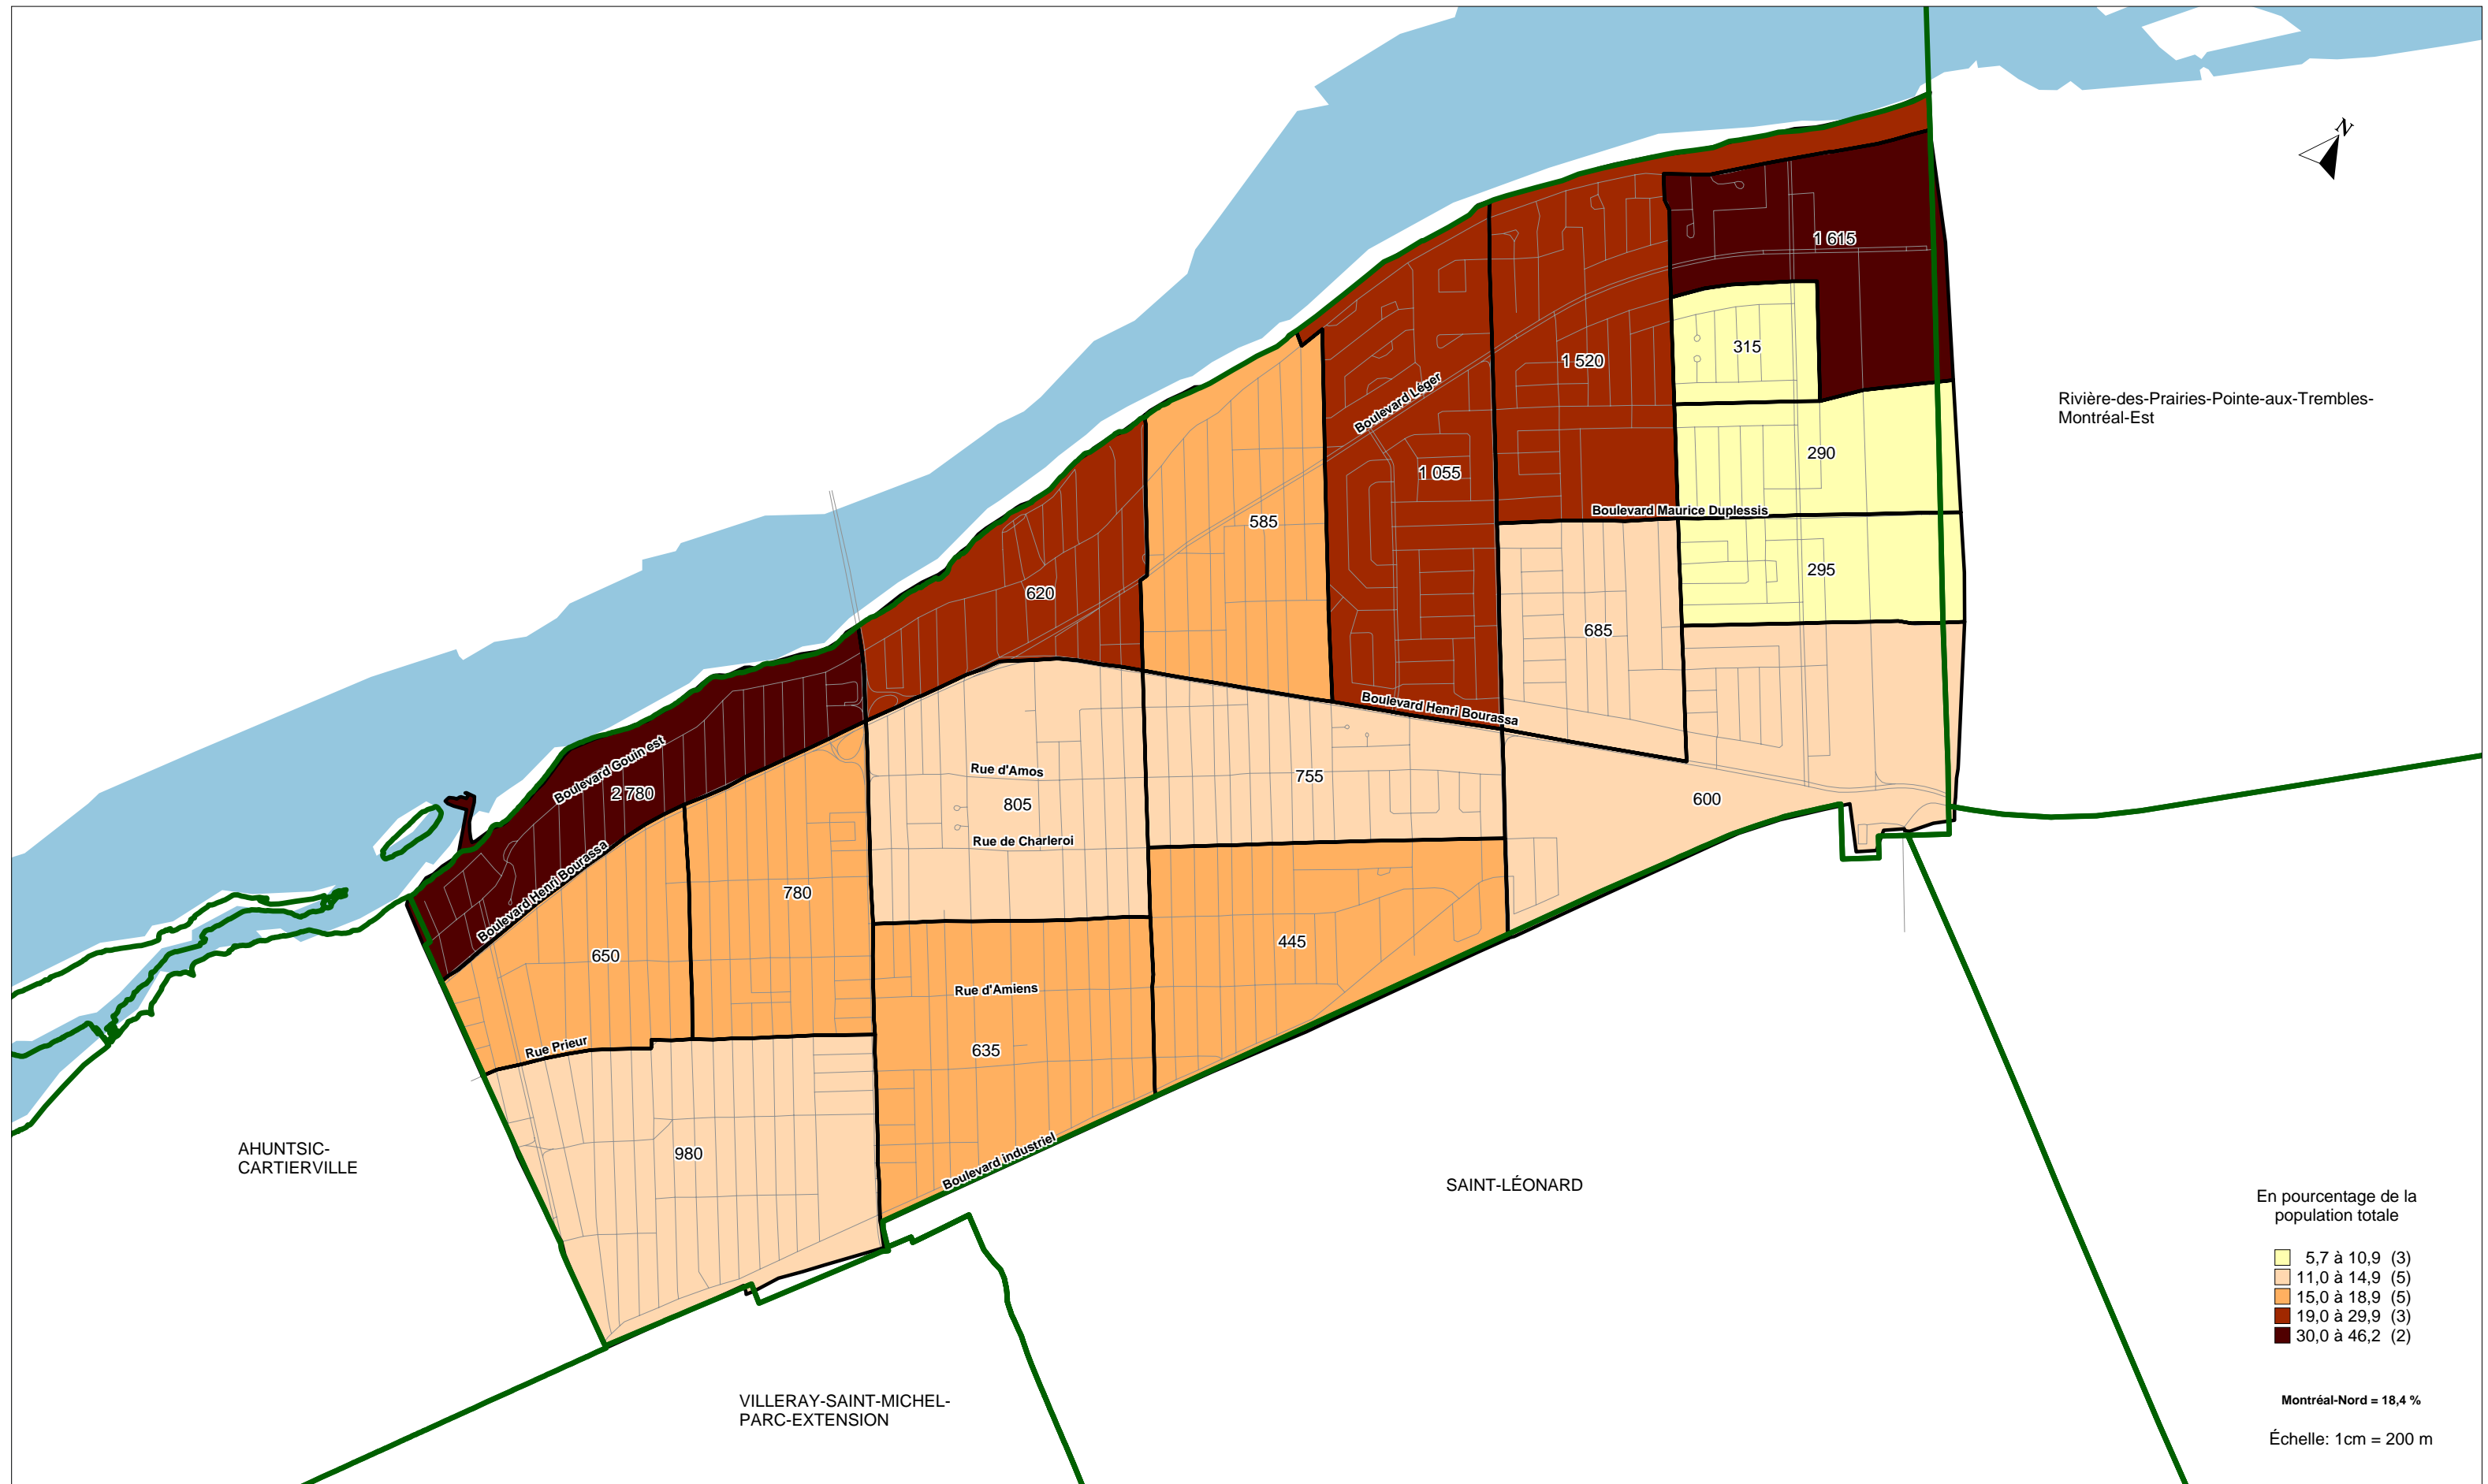 N
1 615
315
Rivière-des-Prairies-Pointe-aux-Trembles-
Montréal-Est
1 520
Boulevard Léger
290
1 055
Boulevard Maurice Duplessis
585
295
620
685
Boulevard Henri Bourassa
Boulevard Gouin est
2 780
Rue d'Amos
755
805
600
Rue de Charleroi
Boulevard Henri Bourassa
780
445
650
Rue d'Amiens
Rue Prieur
635
980
Boulevard industriel
AHUNTSIC-
CARTIERVILLE
SAINT-LÉONARD
VILLERAY-SAINT-MICHEL-
PARC-EXTENSION
En pourcentage de la
population totale
5,7 à 10,9 (3)
11,0 à 14,9 (5)
15,0 à 18,9 (5)
19,0 à 29,9 (3)
30,0 à 46,2 (2)
Montréal-Nord = 18,4 %
Échelle: 1cm = 200 m